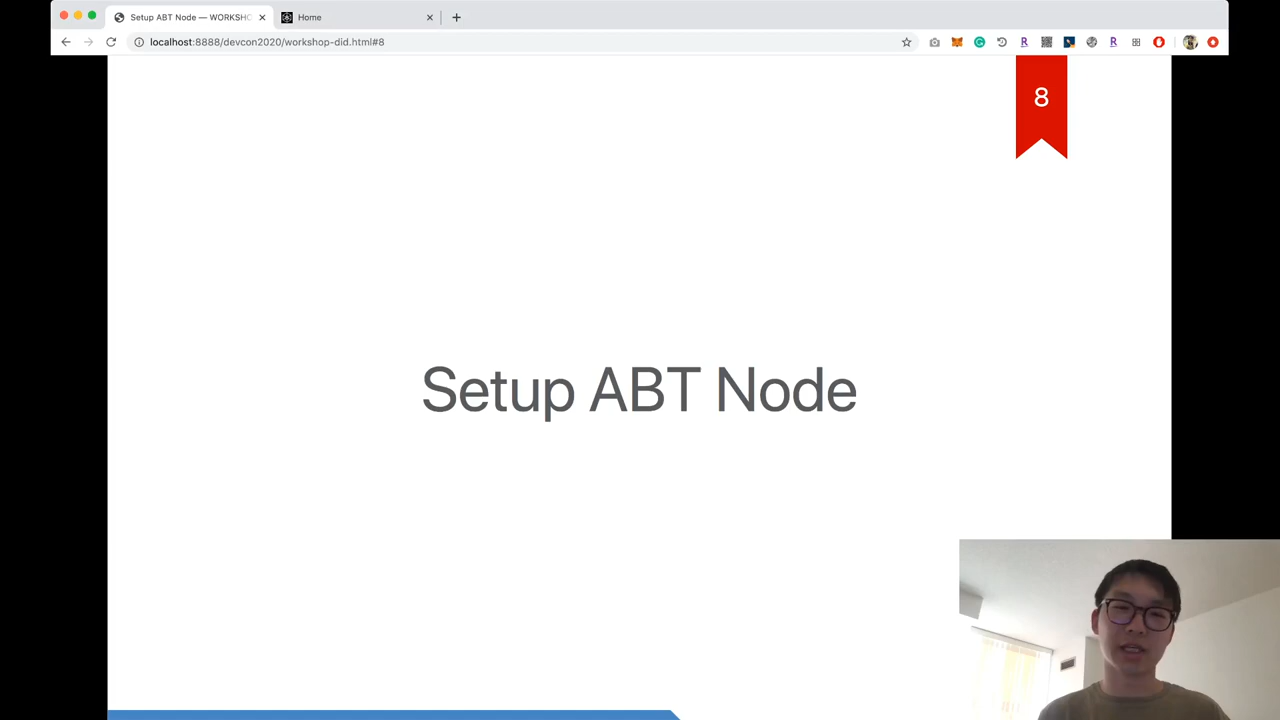 Setup ABT Node — WORKSHO
Home
localhost:8888/devcon2020/workshop-did.html#8
8
Setup ABT Node